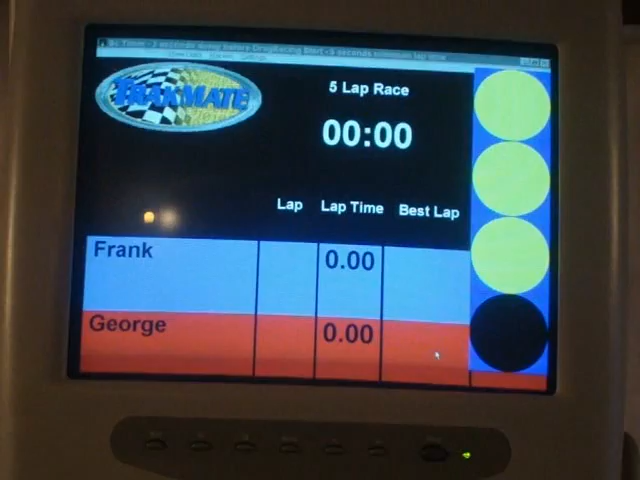 TRAKMATE
5 Lap Race
00:00
Lap Lap Time Best Lap
Frank 0.00
George 0.00